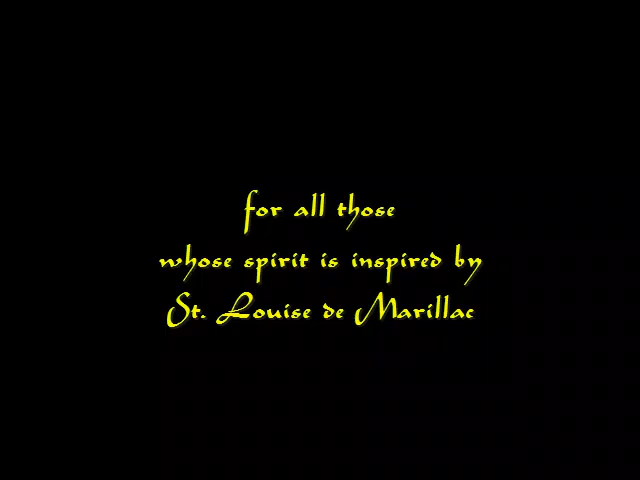 for all those
whose spirit is inspired by
St. Louise de Marillac